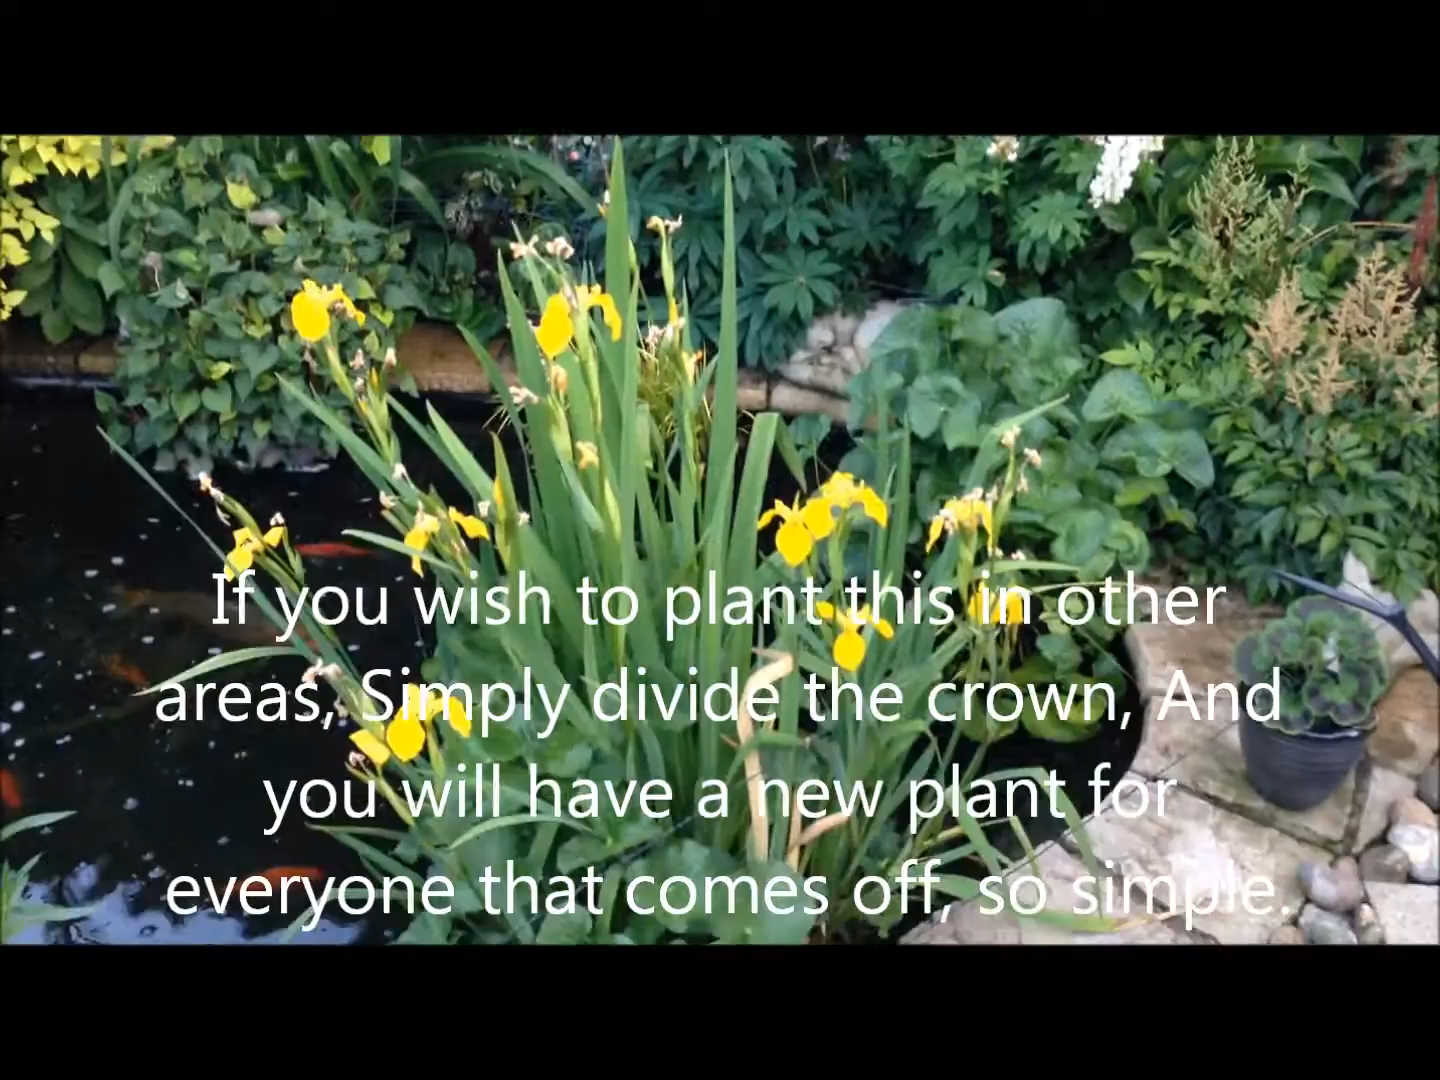 If you wish to plant this in other
areas, Simply divide the crown, And
you will have a new plant for
everyone that comes off, so simple.